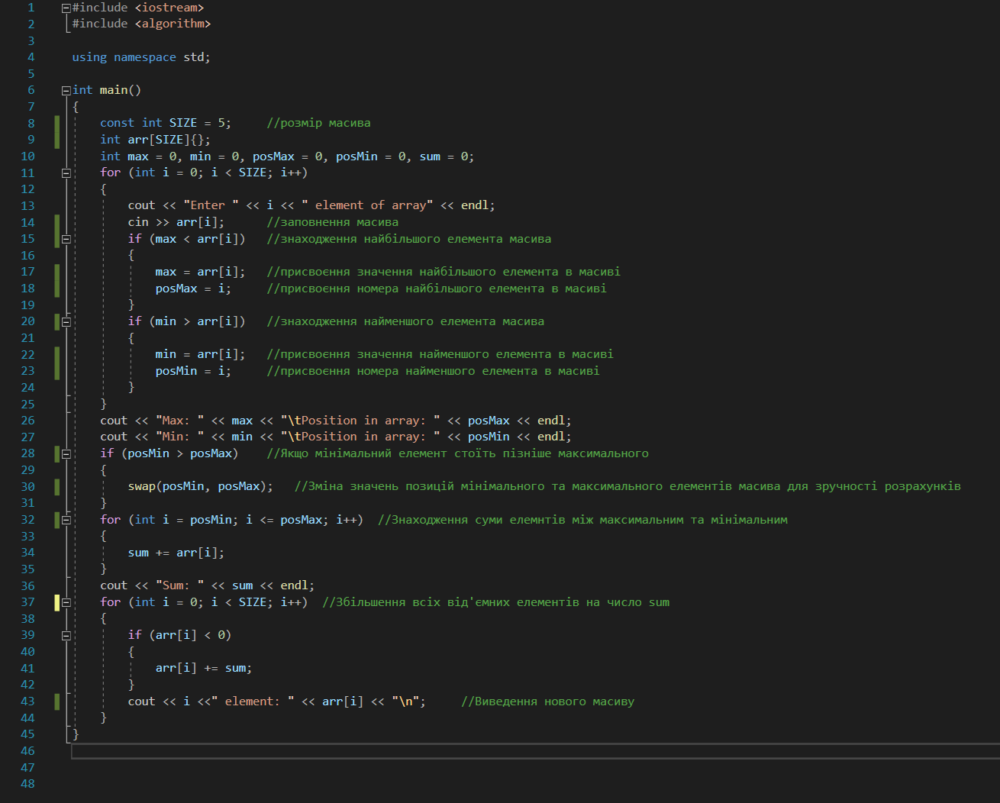 1 #include <iostream>
2 #include <algorithm>
3
4 using namespace std;
5
6 int main()
7 {
8     const int SIZE = 5;     //розмір масива
9     int arr[SIZE]{};
10     int max = 0, min = 0, posMax = 0, posMin = 0, sum = 0;
11     for (int i = 0; i < SIZE; i++)
12     {
13         cout << "Enter " << i << " element of array" << endl;
14         cin >> arr[i];      //заповнення масива
15         if (max < arr[i])   //знаходження найбільшого елемента масива
16         {
17             max = arr[i];   //присвоєння значення найбільшого елемента в масиві
18             posMax = i;     //присвоєння номера найбільшого елемента в масиві
19         }
20         if (min > arr[i])   //знаходження найменшого елемента масива
21         {
22             min = arr[i];   //присвоєння значення найменшого елемента в масиві
23             posMin = i;     //присвоєння номера найменшого елемента в масиві
24         }
25     }
26     cout << "Max: " << max << "\tPosition in array: " << posMax << endl;
27     cout << "Min: " << min << "\tPosition in array: " << posMin << endl;
28     if (posMin > posMax)    //Якщо мінімальний елемент стоїть пізніше максимального
29     {
30         swap(posMin, posMax);   //Зміна значень позицій мінімального та максимального елементів масива для зручності розрахунків
31     }
32     for (int i = posMin; i <= posMax; i++)  //Знаходження суми елемнтів між максимальним та мінімальним
33     {
34         sum += arr[i];
35     }
36     cout << "Sum: " << sum << endl;
37     for (int i = 0; i < SIZE; i++)  //Збільшення всіх від'ємних елементів на число sum
38     {
39         if (arr[i] < 0)
40         {
41             arr[i] += sum;
42         }
43         cout << i <<" element: " << arr[i] << "\n";     //Виведення нового масиву
44     }
45 }
46
47
48